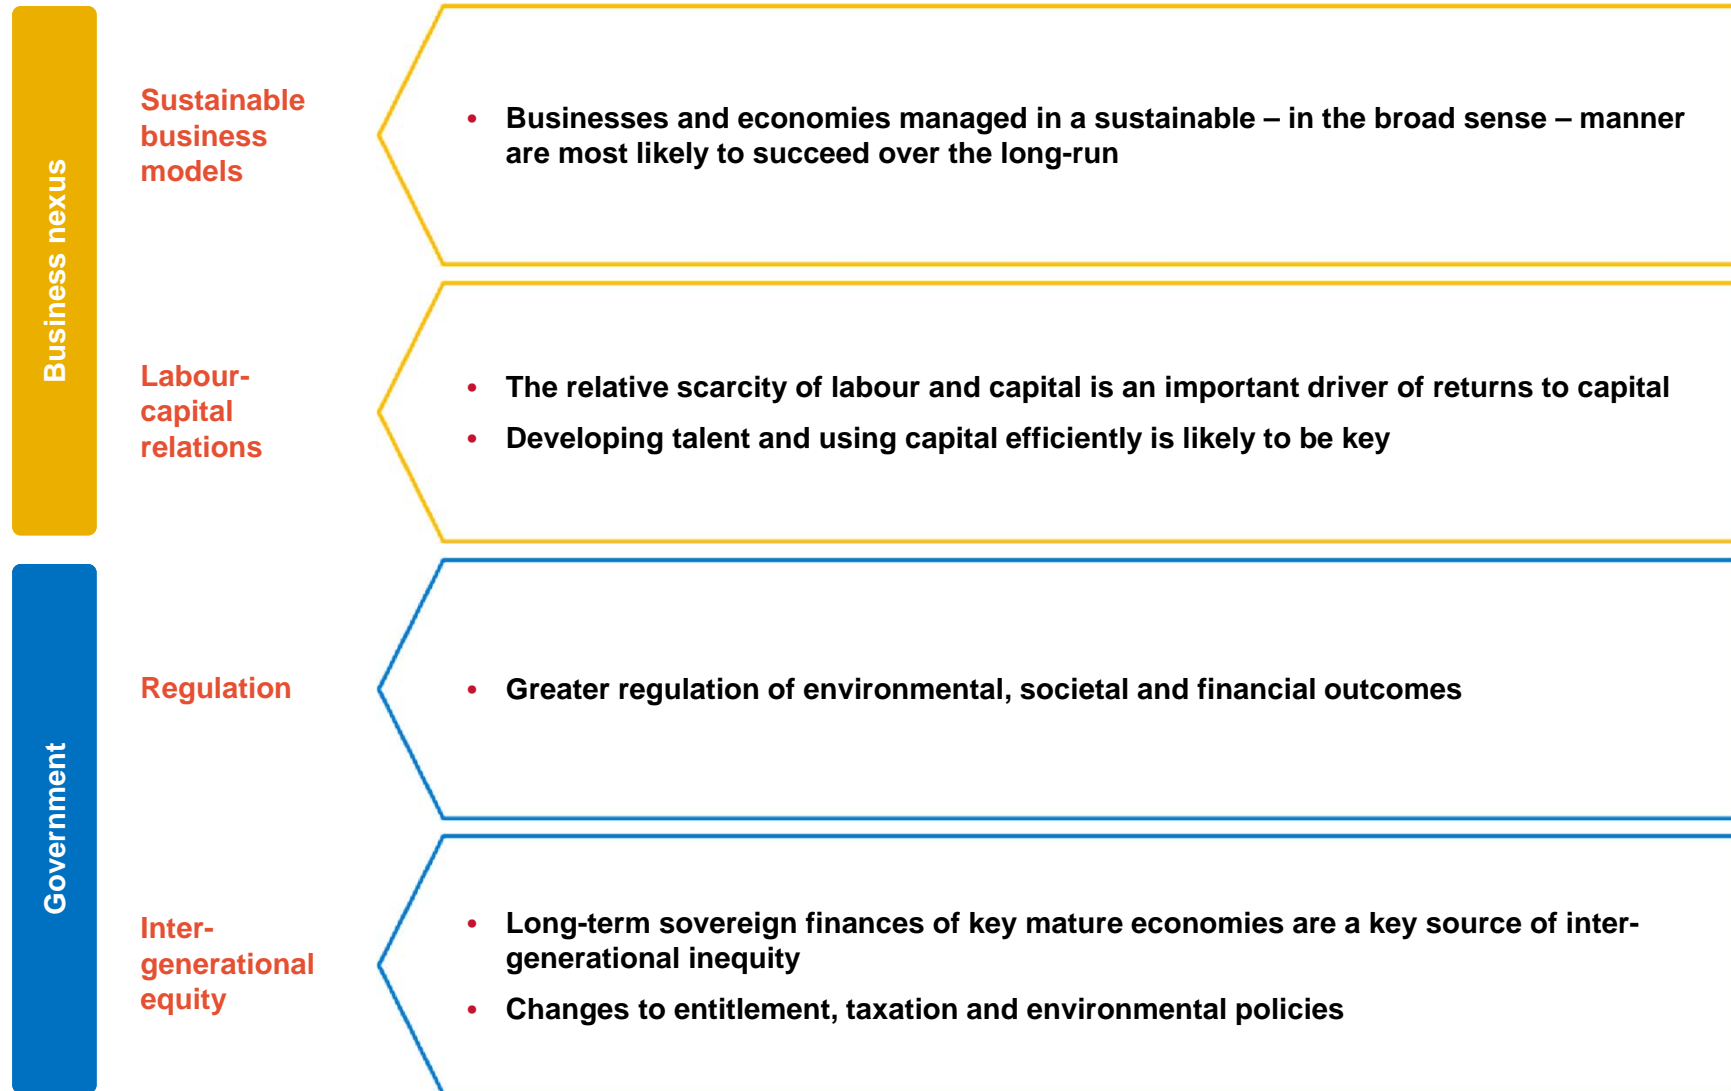 Business nexus
Sustainable
business
models
• Businesses and economies managed in a sustainable – in the broad sense – manner
are most likely to succeed over the long-run
Labour-
capital
relations
• The relative scarcity of labour and capital is an important driver of returns to capital
• Developing talent and using capital efficiently is likely to be key
Government
Regulation
• Greater regulation of environmental, societal and financial outcomes
Inter-
generational
equity
• Long-term sovereign finances of key mature economies are a key source of inter-
generational inequity
• Changes to entitlement, taxation and environmental policies